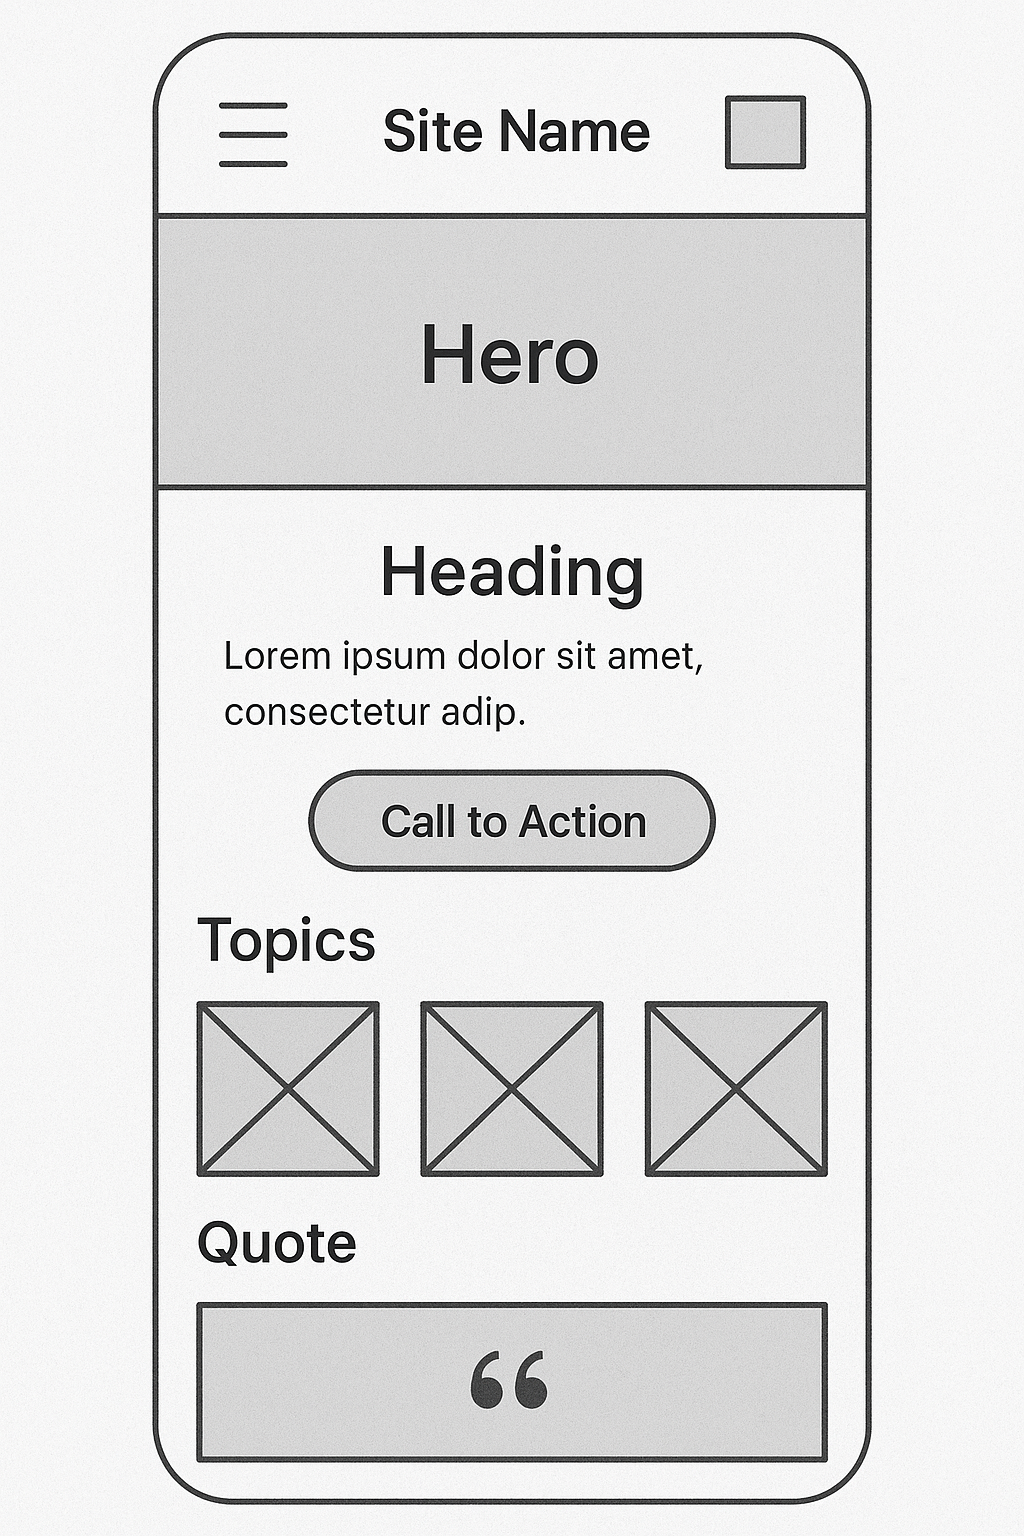 Site Name
Hero
Heading
Lorem ipsum dolor sit amet,
consectetur adip.
Call to Action
Topics
Quote
“